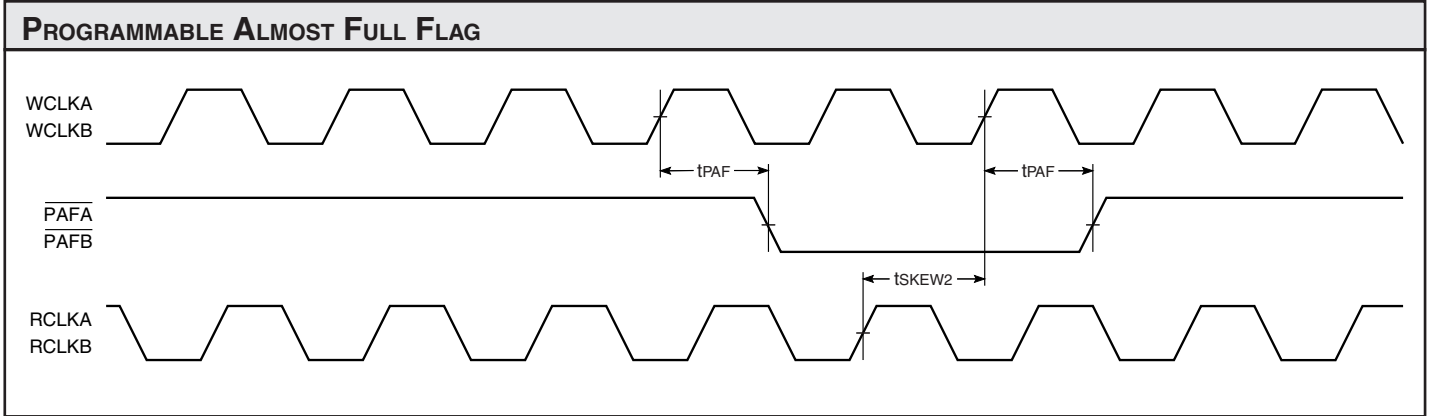 PROGRAMMABLE ALMOST FULL FLAG
WCLKA
WCLKB
tPAF
tPAF
PAFA
PAFB
tSKEW2
RCLKA
RCLKB